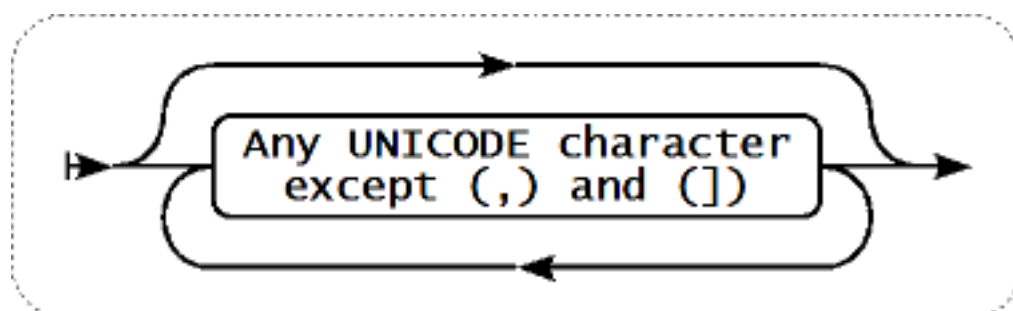 Any UNICODE character
except (,) and (])